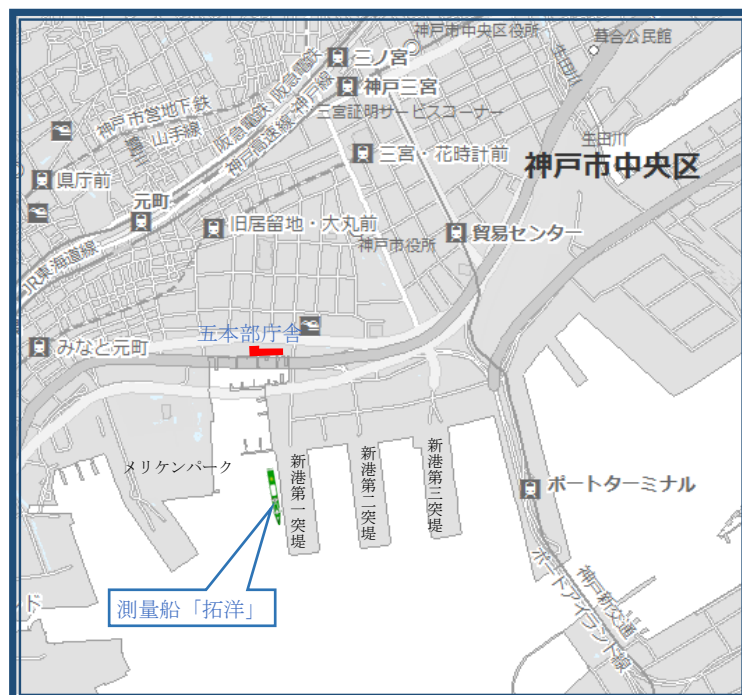 神戸市中央区役所
葺合公民館
三ノ宮
阪急電鉄
神戸三宮
生田川
三宮証明サービスコーナー
神戸市営地下鉄
山手線
阪急電鉄
神戸高速線
神戸線
生田川
三宮・花時計前
神戸市中央区
県庁前
元町
旧居留地・大丸前
神戸市役所
貿易センター
JR東海道線
五本部庁舎
みなと元町
メリケンパーク
新港第一突堤
新港第二突堤
新港第三突堤
ポートターミナル
測量船「拓洋」
神戸新交通
ポートアイランド線
ド